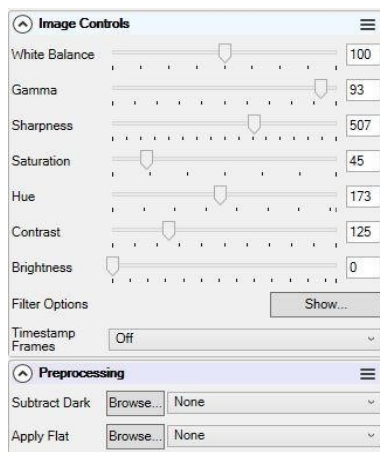 Image Controls
White Balance 100
Gamma 93
Sharpness 507
Saturation 45
Hue 173
Contrast 125
Brightness 0
Filter Options Show...
Timestamp Frames Off
Preprocessing
Subtract Dark Browse... None
Apply Flat Browse... None